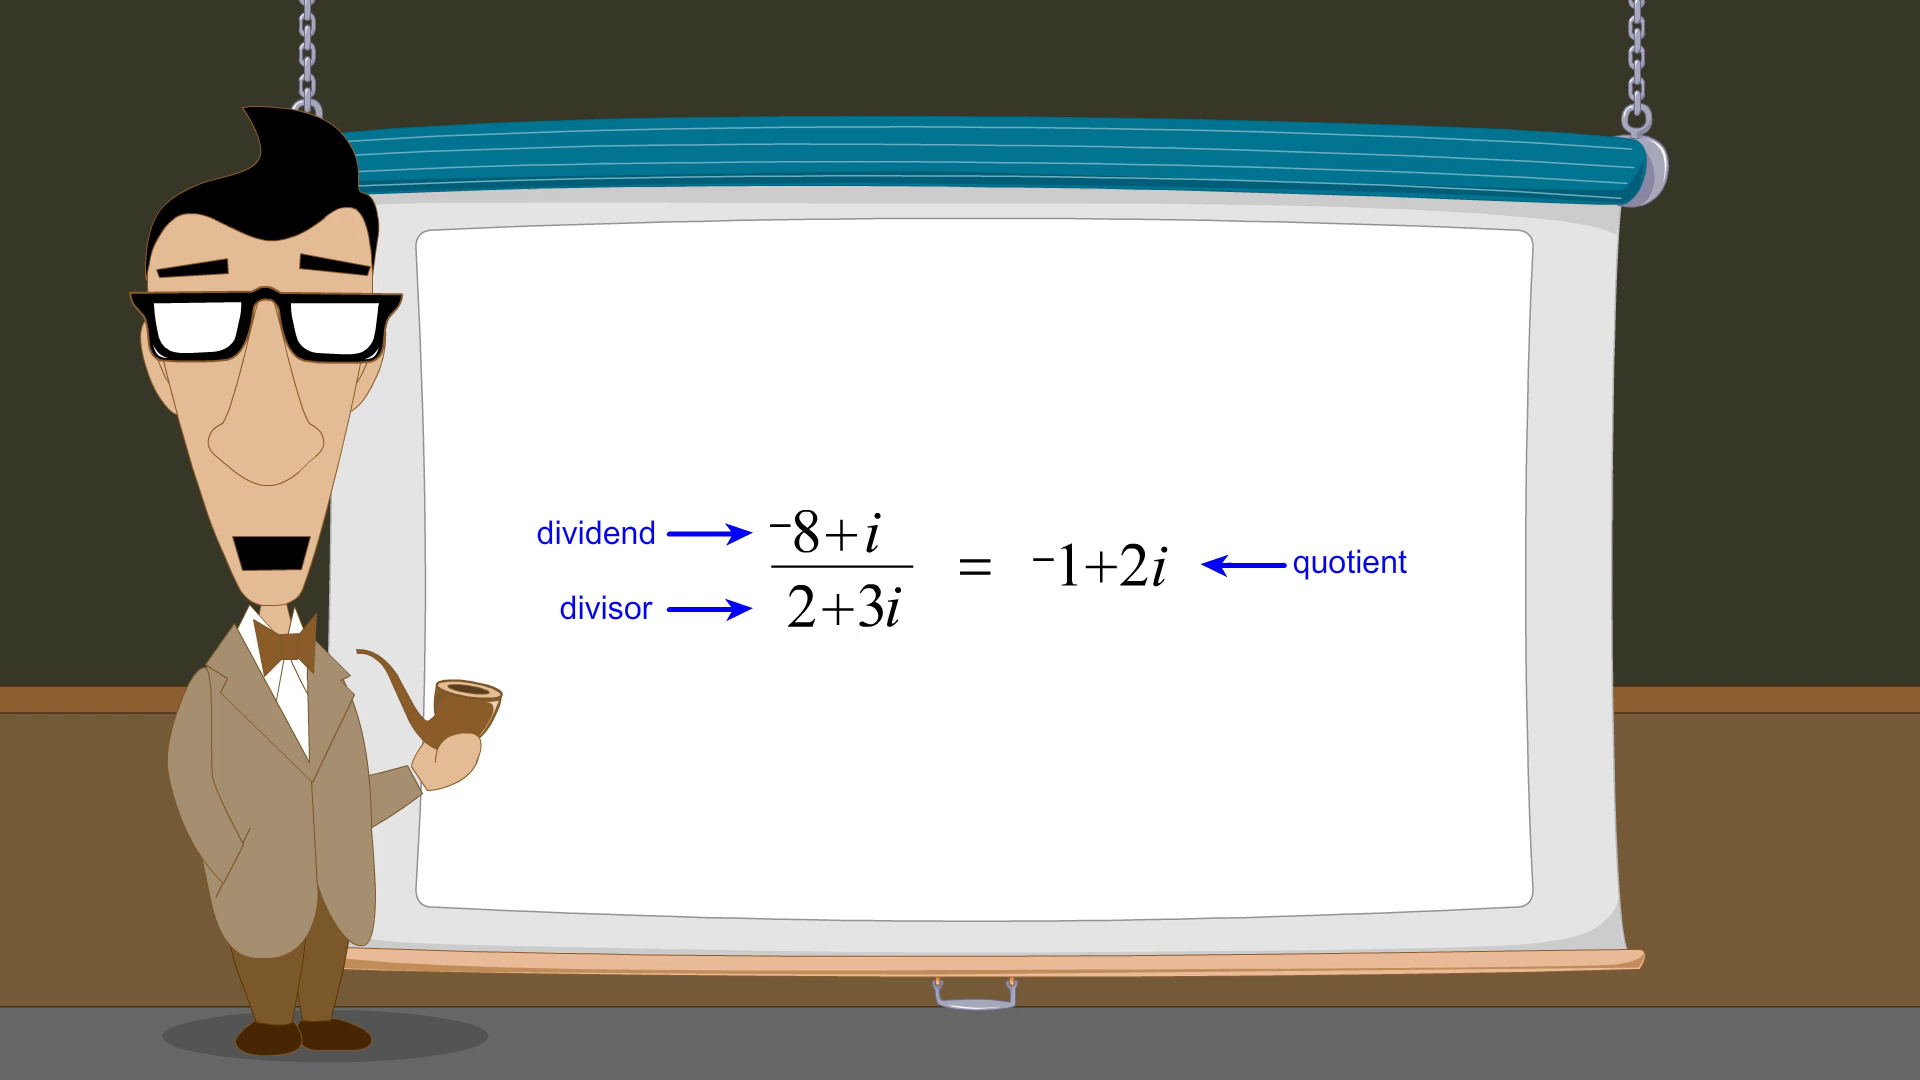 dividend → ⁻8+i
divisor → 2+3i
= ⁻1+2i ← quotient